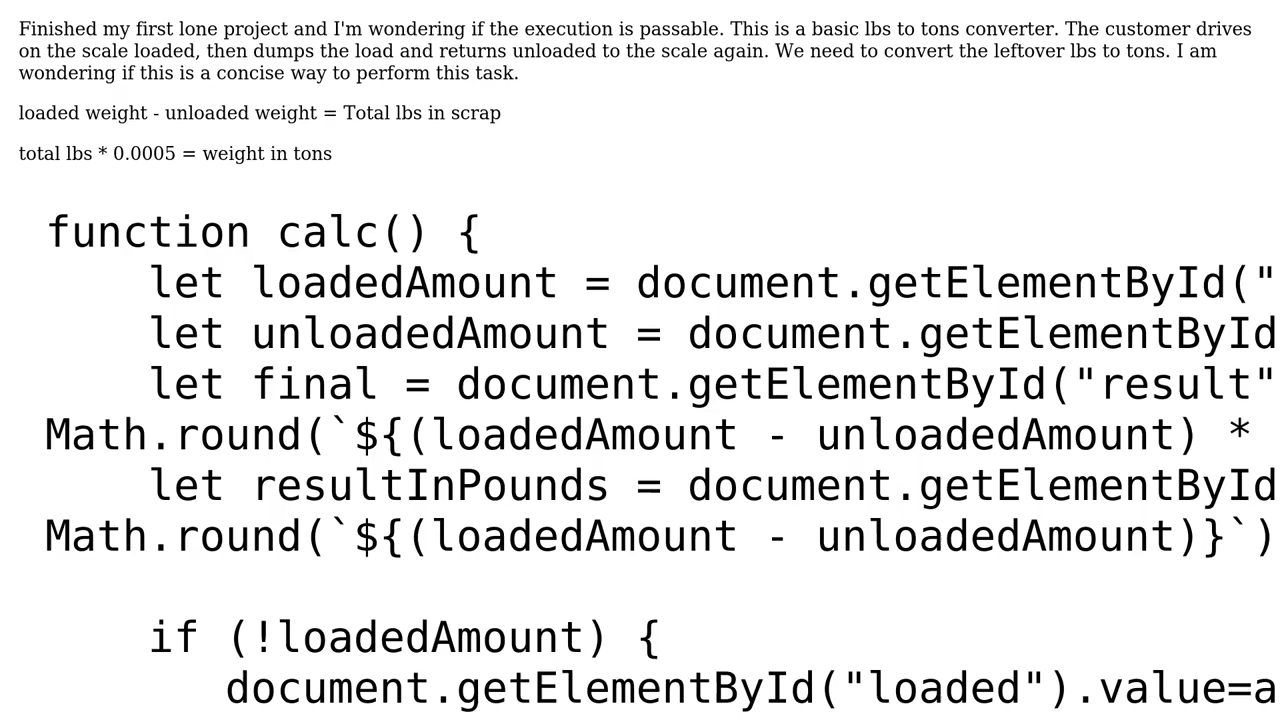 Finished my first lone project and I'm wondering if the execution is passable. This is a basic lbs to tons converter. The customer drives
on the scale loaded, then dumps the load and returns unloaded to the scale again. We need to convert the leftover lbs to tons. I am
wondering if this is a concise way to perform this task.
loaded weight - unloaded weight = Total lbs in scrap
total lbs * 0.0005 = weight in tons
function calc() {
let loadedAmount = document.getElementById("
let unloadedAmount = document.getElementById
let final = document.getElementById("result"
Math.round(`${(loadedAmount - unloadedAmount) *
let resultInPounds = document.getElementById
Math.round(`${(loadedAmount - unloadedAmount)}`)
if (!loadedAmount) {
document.getElementById("loaded").value=a